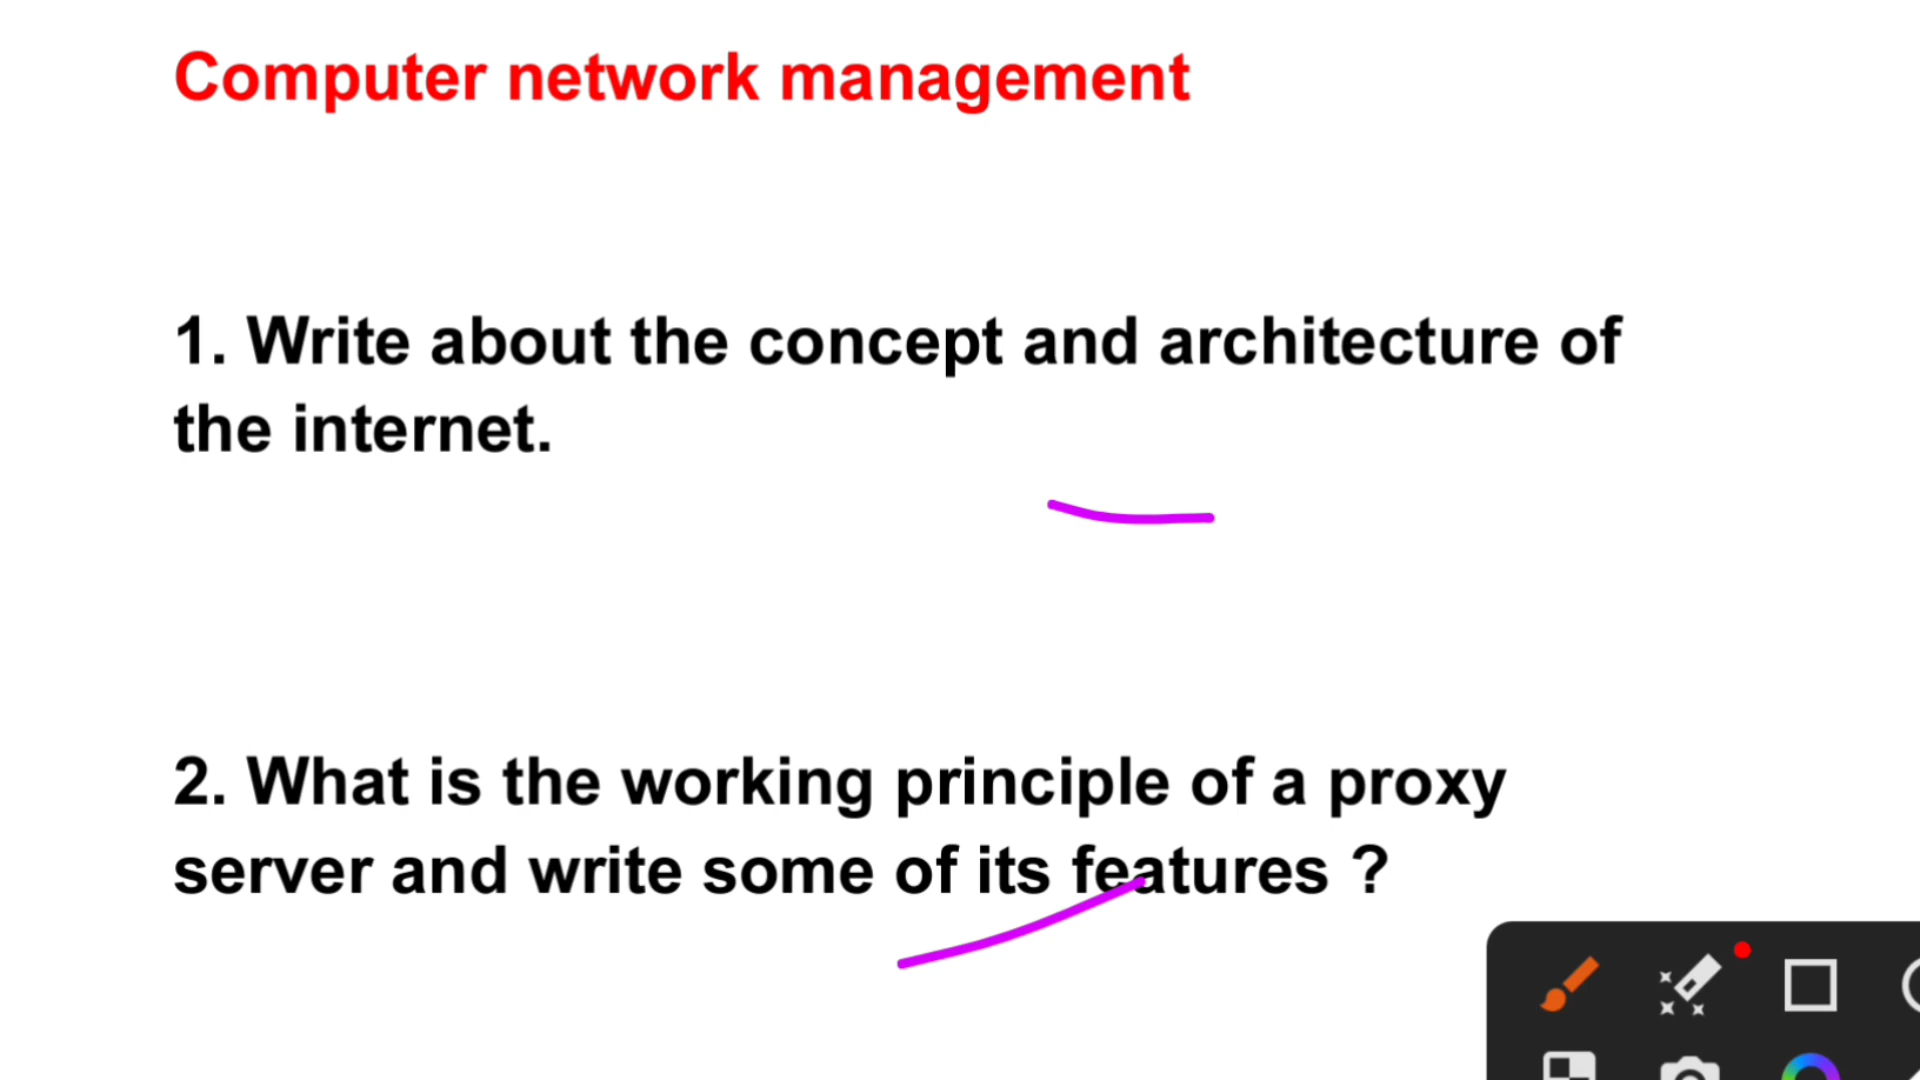 Computer network management
1. Write about the concept and architecture of
the internet.
2. What is the working principle of a proxy
server and write some of its features ?